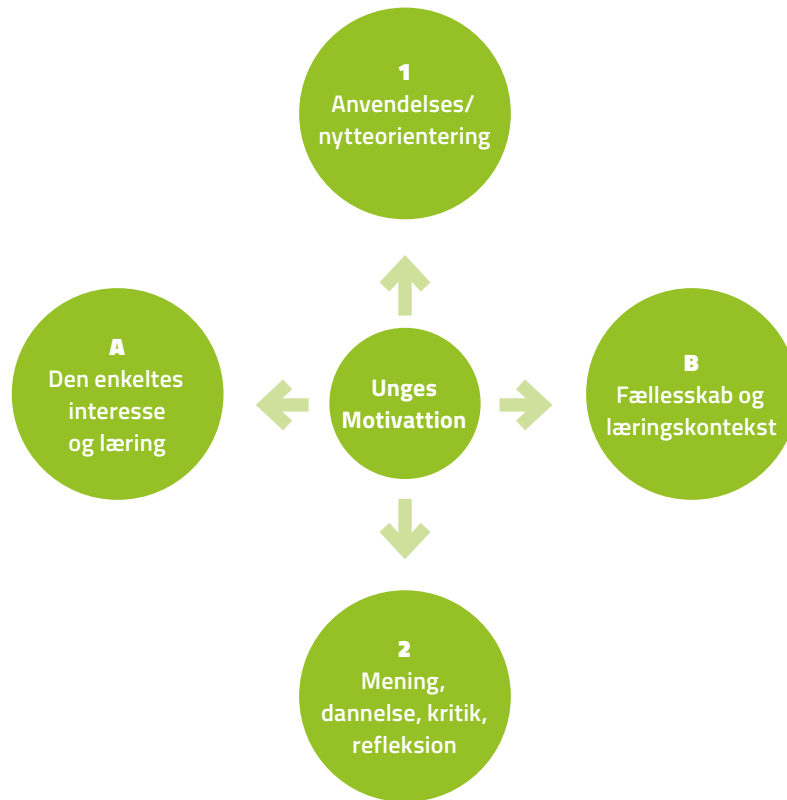 1
Anvendelses/
nytteorientering
A
Den enkeltes
interesse
og læring
Unges
Motivattion
B
Fællesskab og
læringskontekst
2
Mening,
dannelse, kritik,
refleksion